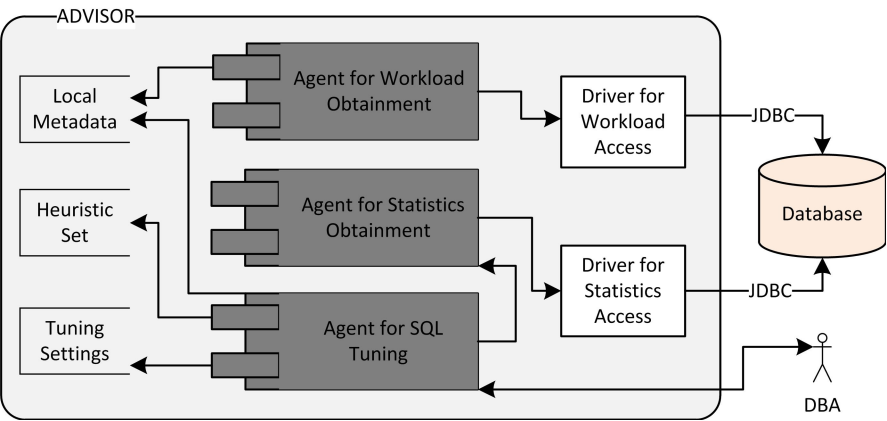 ADVISOR
Local
Metadata
Agent for Workload
Obtainment
Driver for
Workload
Access
JDBC
Heuristic
Set
Agent for Statistics
Obtainment
Database
Driver for
Statistics
Access
JDBC
Tuning
Settings
Agent for SQL
Tuning
DBA